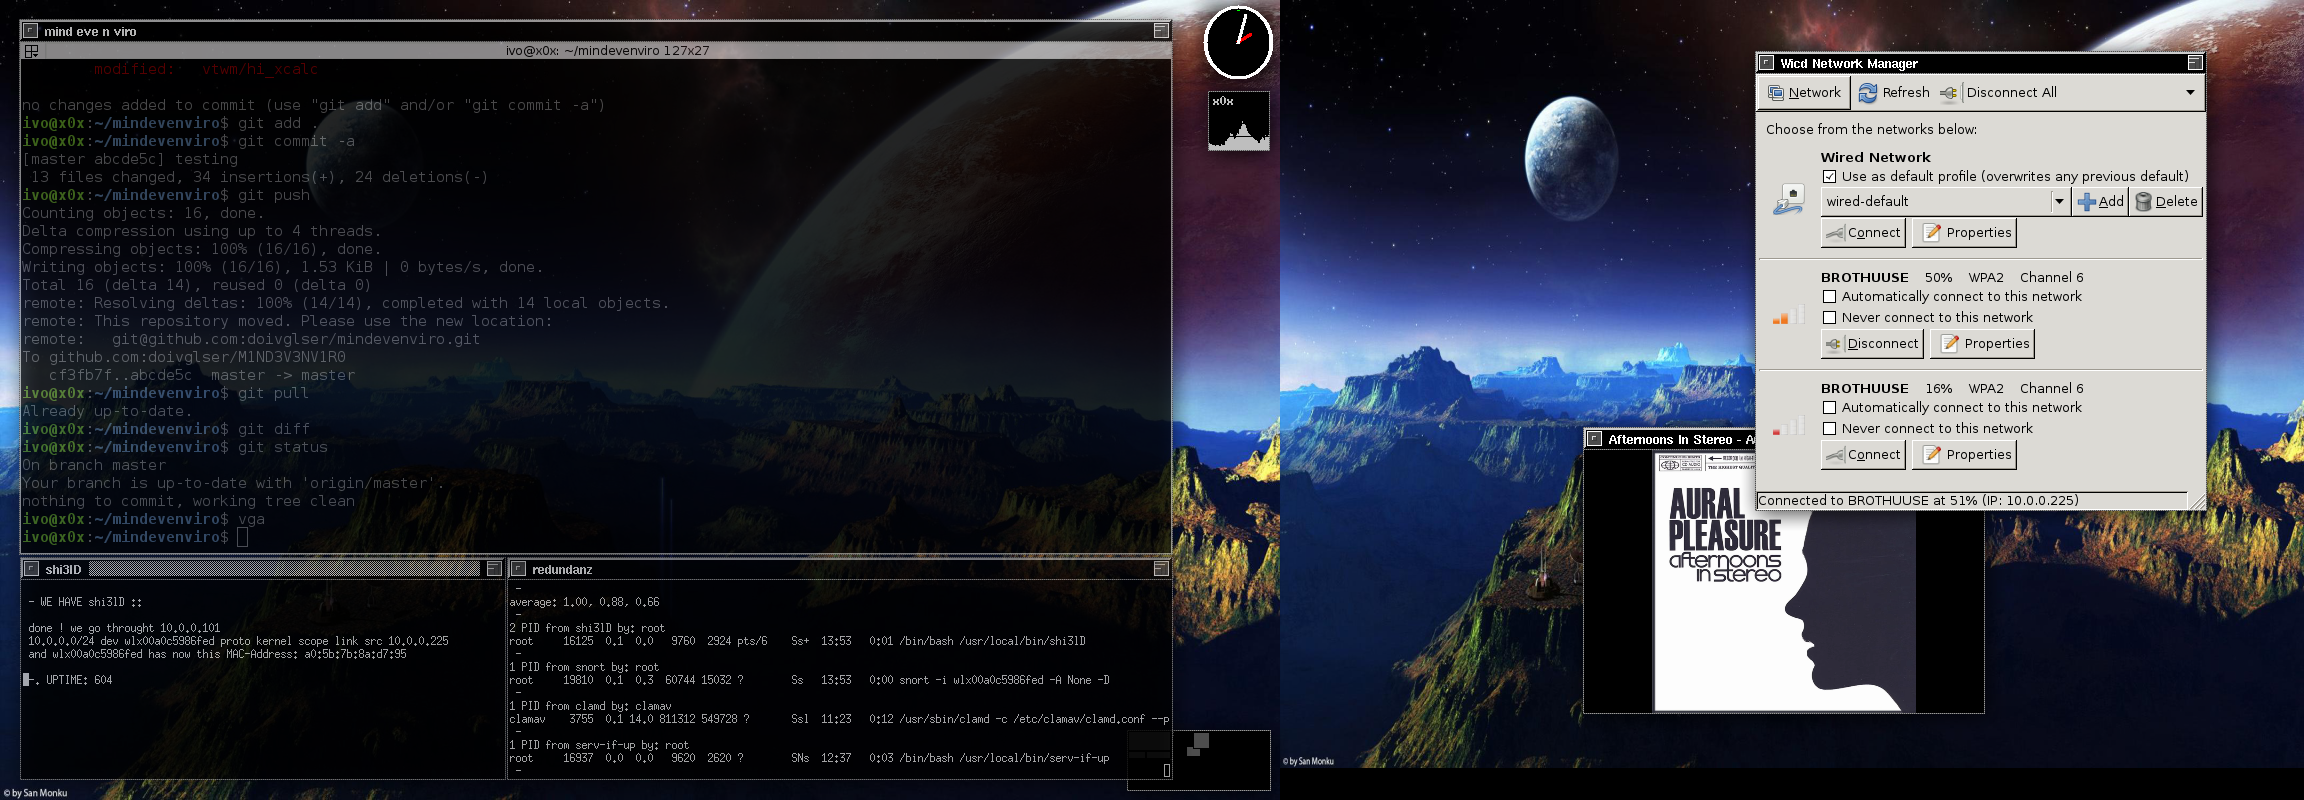 mind eve n viro
ivo@x0x: ~/mindevenviro 127x27
modified:   vtwm/hi_xcalc
no changes added to commit (use "git add" and/or "git commit -a")
ivo@x0x:~/mindevenviro$ git add .
ivo@x0x:~/mindevenviro$ git commit -a
[master abcde5c] testing
13 files changed, 34 insertions(+), 24 deletions(-)
ivo@x0x:~/mindevenviro$ git push
Counting objects: 16, done.
Delta compression using up to 4 threads.
Compressing objects: 100% (16/16), done.
Writing objects: 100% (16/16), 1.53 KiB | 0 bytes/s, done.
Total 16 (delta 14), reused 0 (delta 0)
remote: Resolving deltas: 100% (14/14), completed with 14 local objects.
remote: This repository moved. Please use the new location:
remote:   git@github.com:doivglser/mindevenviro.git
To github.com:doivglser/M1ND3V3NV1R0
cf3fb7f..abcde5c  master -> master
ivo@x0x:~/mindevenviro$ git pull
Already up-to-date.
ivo@x0x:~/mindevenviro$ git diff
ivo@x0x:~/mindevenviro$ git status
On branch master
Your branch is up-to-date with 'origin/master'.
nothing to commit, working tree clean
ivo@x0x:~/mindevenviro$ vga
ivo@x0x:~/mindevenviro$
shi3lD
- WE HAVE shi3lD ::
done ! we go throught 10.0.0.101
10.0.0.0/24 dev wlx00a0c5986fed proto kernel scope link src 10.0.0.225
and wlx00a0c5986fed has now this MAC-Address: a0:5b:7b:8a:d7:95
-. UPTIME: 604
redundanz
-
average: 1.00, 0.88, 0.66
-
2 PID from shi3lD by: root
root     16125  0.1  0.0   9760  2924 pts/6    Ss+  13:53   0:01 /bin/bash /usr/local/bin/shi3lD
-
1 PID from snort by: root
root     19810  0.1  0.3  60744 15032 ?        Ss   13:53   0:00 snort -i wlx00a0c5986fed -A None -D
-
1 PID from clamd by: clamav
clamav    3755  0.1 14.0 811312 549728 ?       Ssl  11:23   0:12 /usr/sbin/clamd -c /etc/clamav/clamd.conf --p
-
1 PID from serv-if-up by: root
root     16937  0.0  0.0   9620  2620 ?        SNs  12:37   0:03 /bin/bash /usr/local/bin/serv-if-up
-
© by San Monku
x0x
Wicd Network Manager
Network Refresh Disconnect All
Choose from the networks below:
Wired Network
Use as default profile (overwrites any previous default)
wired-default Add Delete
Connect Properties
BROTHUUSE 50% WPA2 Channel 6
Automatically connect to this network
Never connect to this network
Disconnect Properties
BROTHUUSE 16% WPA2 Channel 6
Automatically connect to this network
Never connect to this network
Connect Properties
Connected to BROTHUUSE at 51% (IP: 10.0.0.225)
Afternoons In Stereo - A
AURAL
PLEASURE
afternoons
in stereo
© by San Monku